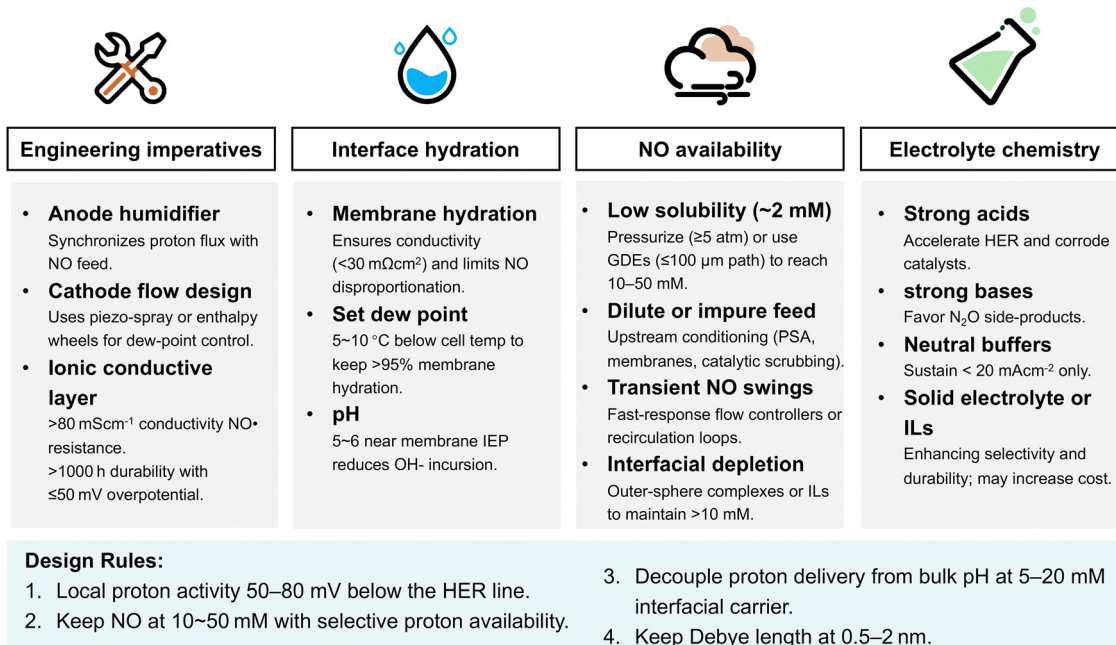 Engineering imperatives
Anode humidifier
Synchronizes proton flux with
NO feed.
Cathode flow design
Uses piezo-spray or enthalpy
wheels for dew-point control.
Ionic conductive
layer
>80 mScm⁻¹ conductivity NO•
resistance.
>1000 h durability with
≤50 mV overpotential.
Interface hydration
Membrane hydration
Ensures conductivity
(<30 mΩcm²) and limits NO
disproportionation.
Set dew point
5~10 °C below cell temp to
keep >95% membrane
hydration.
pH
5~6 near membrane IEP
reduces OH- incursion.
NO availability
Low solubility (~2 mM)
Pressurize (≥5 atm) or use
GDEs (≤100 µm path) to reach
10–50 mM.
Dilute or impure feed
Upstream conditioning (PSA,
membranes, catalytic scrubbing).
Transient NO swings
Fast-response flow controllers or
recirculation loops.
Interfacial depletion
Outer-sphere complexes or ILs
to maintain >10 mM.
Electrolyte chemistry
Strong acids
Accelerate HER and corrode
catalysts.
strong bases
Favor N₂O side-products.
Neutral buffers
Sustain < 20 mAcm⁻² only.
Solid electrolyte or
ILs
Enhancing selectivity and
durability; may increase cost.
Design Rules:
1. Local proton activity 50–80 mV below the HER line.
2. Keep NO at 10~50 mM with selective proton availability.
3. Decouple proton delivery from bulk pH at 5–20 mM
interfacial carrier.
4. Keep Debye length at 0.5–2 nm.